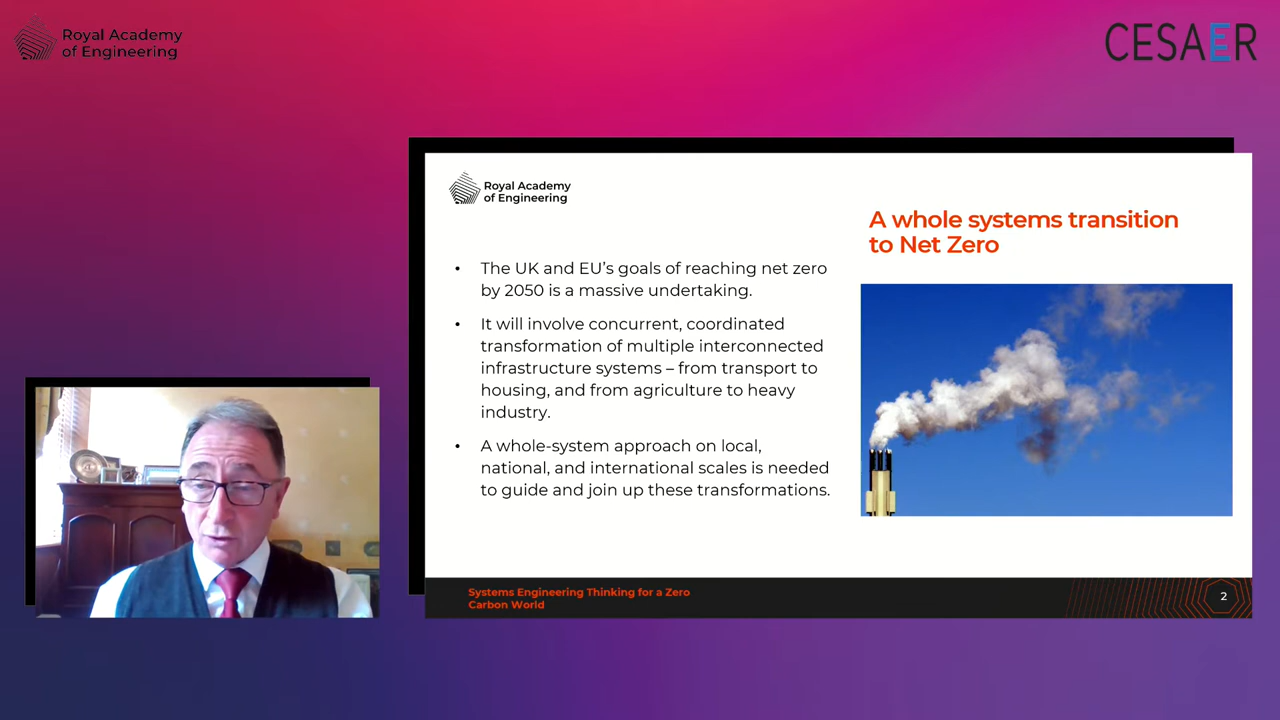 Royal Academy
of Engineering
CESAER
Royal Academy
of Engineering
A whole systems transition
to Net Zero
• The UK and EU’s goals of reaching net zero
by 2050 is a massive undertaking.
• It will involve concurrent, coordinated
transformation of multiple interconnected
infrastructure systems – from transport to
housing, and from agriculture to heavy
industry.
• A whole-system approach on local,
national, and international scales is needed
to guide and join up these transformations.
Systems Engineering Thinking for a Zero
Carbon World
2